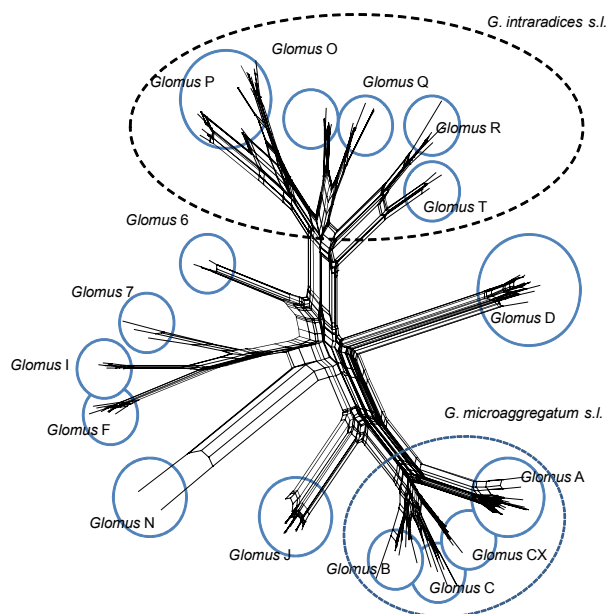 G. intraradices s.l.
Glomus O
Glomus P
Glomus Q
Glomus R
Glomus T
Glomus 6
Glomus 7
Glomus D
Glomus I
Glomus F
G. microaggregatum s.l.
Glomus A
Glomus N
Glomus J
Glomus B
Glomus CX
Glomus C